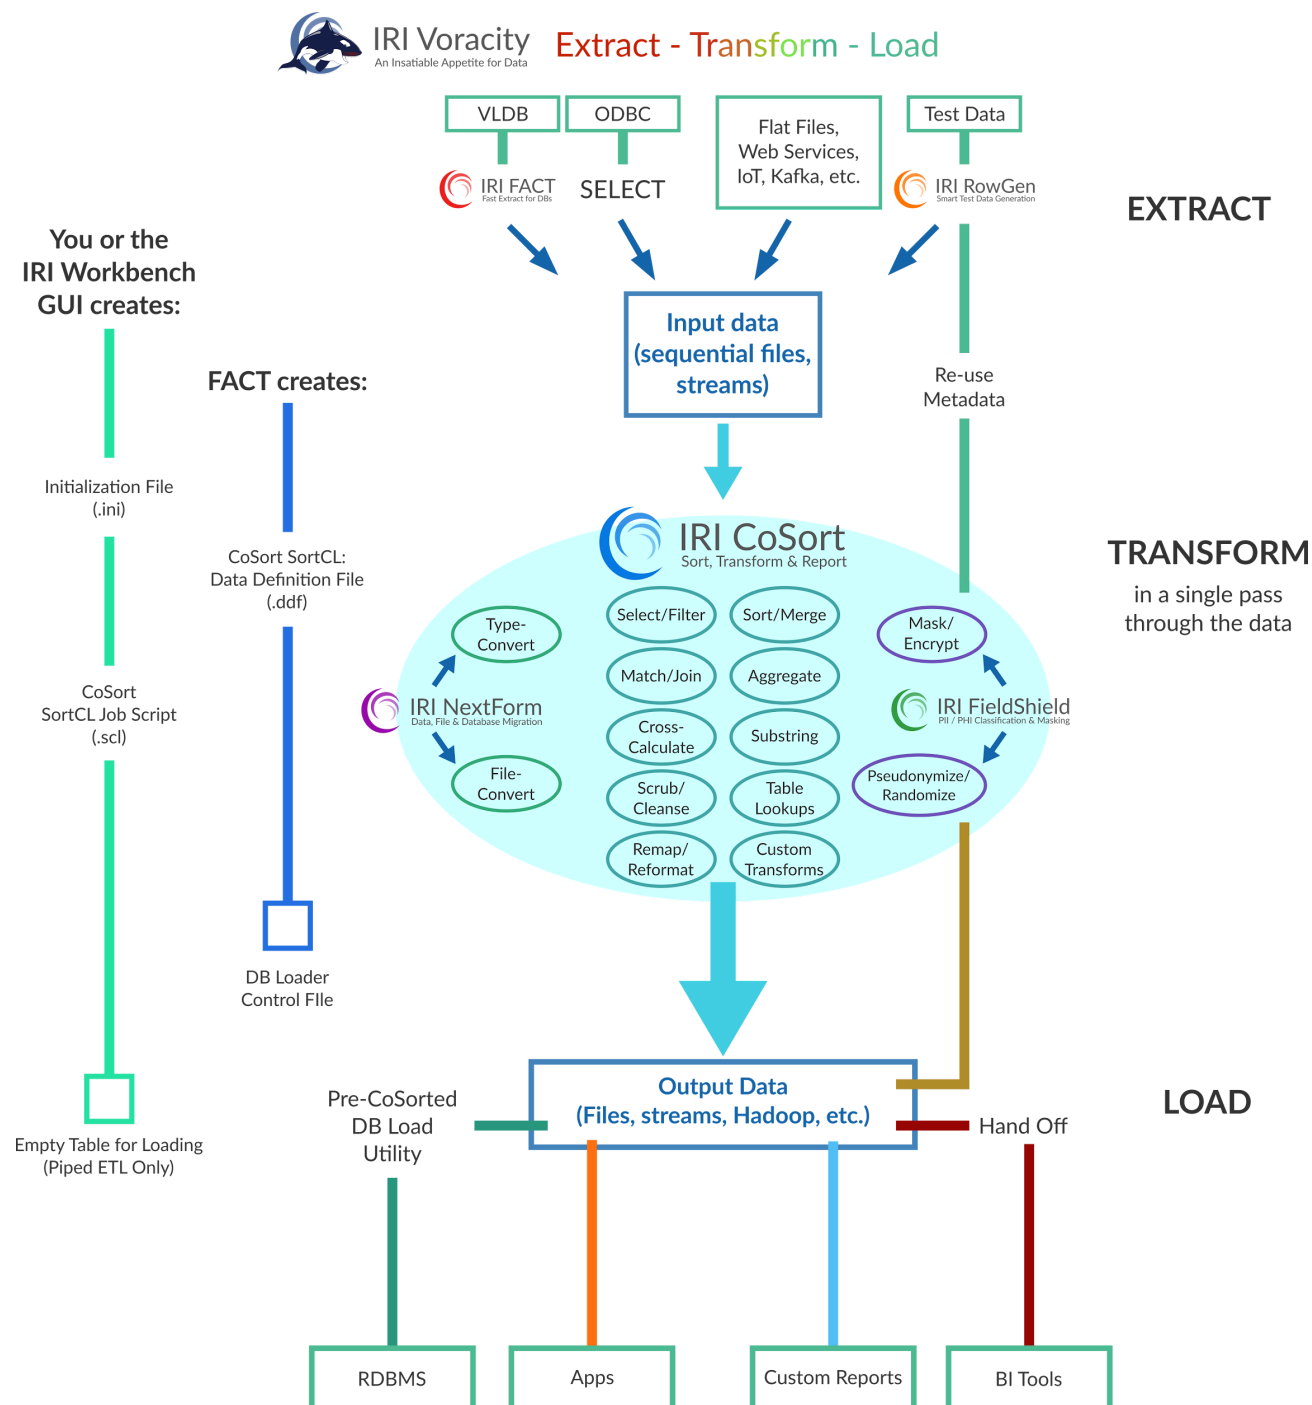 IRI Voracity
An Insatiable Appetite for Data
Extract - Transform - Load
VLDB
ODBC
Flat Files,
Web Services,
IoT, Kafka, etc.
Test Data
IRI FACT
Fast Extract for DBs
SELECT
IRI RowGen
Smart Test Data Generation
EXTRACT
You or the
IRI Workbench
GUI creates:
Input data
(sequential files,
streams)
FACT creates:
Re-use
Metadata
Initialization File
(.ini)
CoSort SortCL:
Data Definition File
(.ddf)
IRI CoSort
Sort, Transform & Report
TRANSFORM
in a single pass
through the data
Type-
Convert
Select/Filter
Sort/Merge
Mask/
Encrypt
Match/Join
Aggregate
CoSort
SortCL Job Script
(.scl)
IRI NextForm
Data, File & Database Migration
IRI FieldShield
PII / PHI Classification & Masking
Cross-
Calculate
Substring
File-
Convert
Scrub/
Cleanse
Table
Lookups
Pseudonymize/
Randomize
Remap/
Reformat
Custom
Transforms
DB Loader
Control FIle
Output Data
(Files, streams, Hadoop, etc.)
LOAD
Pre-CoSorted
DB Load
Utility
Hand Off
Empty Table for Loading
(Piped ETL Only)
RDBMS
Apps
Custom Reports
BI Tools